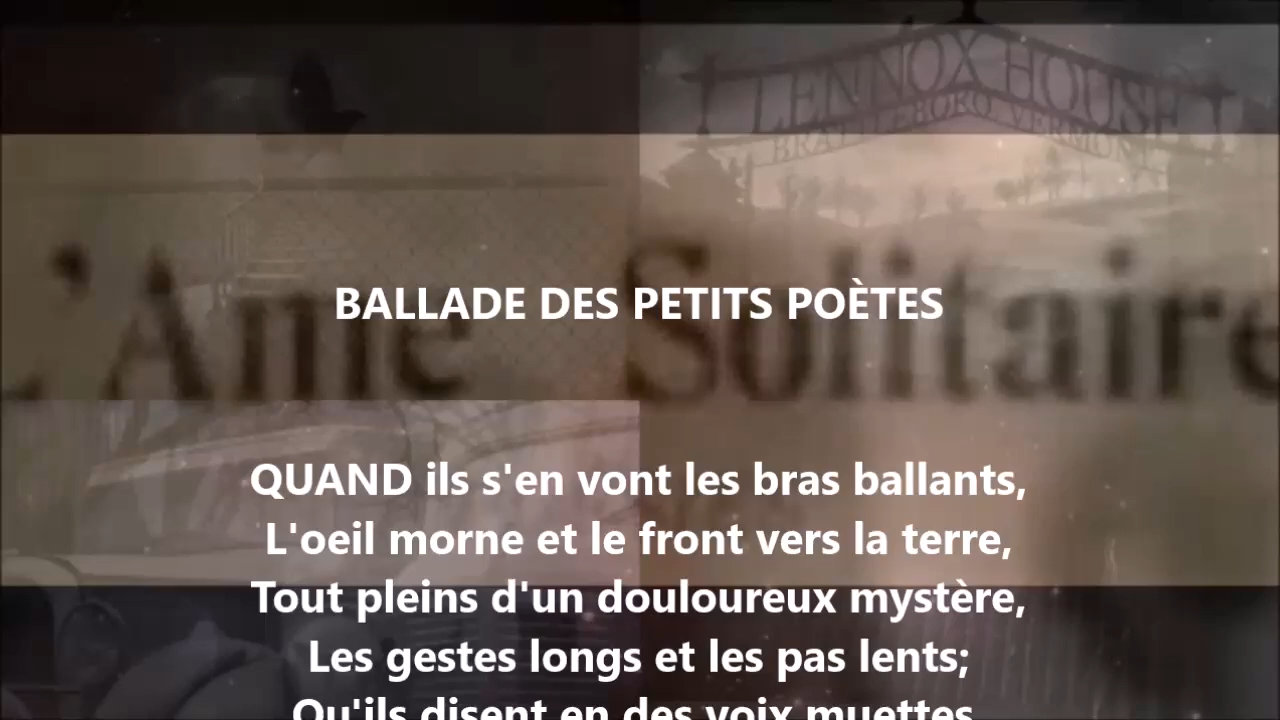 LENNOX HOUSE
BRATTLEBORO, VERMONT
L'Ame Solitaire
BALLADE DES PETITS POÈTES
QUAND ils s'en vont les bras ballants,
L'oeil morne et le front vers la terre,
Tout pleins d'un douloureux mystère,
Les gestes longs et les pas lents;
Qu'ils disent en des voix muettes